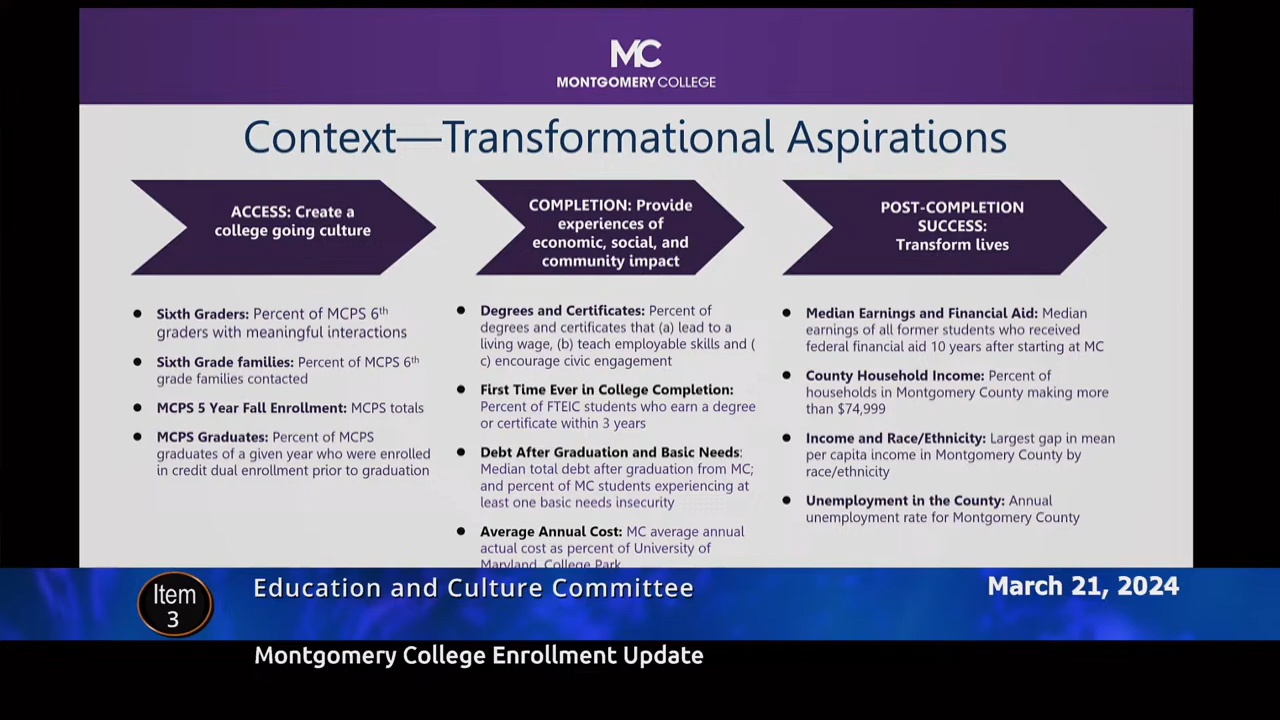 MC
MONTGOMERY COLLEGE
Context—Transformational Aspirations
ACCESS: Create a
college going culture
• Sixth Graders: Percent of MCPS 6th
graders with meaningful interactions
• Sixth Grade families: Percent of MCPS 6th
grade families contacted
• MCPS 5 Year Fall Enrollment: MCPS totals
• MCPS Graduates: Percent of MCPS
graduates of a given year who were enrolled
in credit dual enrollment prior to graduation
COMPLETION: Provide
experiences of
economic, social, and
community impact
• Degrees and Certificates: Percent of
degrees and certificates that (a) lead to a
living wage, (b) teach employable skills and (
c) encourage civic engagement
• First Time Ever in College Completion:
Percent of FTEIC students who earn a degree
or certificate within 3 years
• Debt After Graduation and Basic Needs:
Median total debt after graduation from MC;
and percent of MC students experiencing at
least one basic needs insecurity
• Average Annual Cost: MC average annual
actual cost as percent of University of
Maryland, College Park
POST-COMPLETION
SUCCESS:
Transform lives
• Median Earnings and Financial Aid: Median
earnings of all former students who received
federal financial aid 10 years after starting at MC
• County Household Income: Percent of
households in Montgomery County making more
than $74,999
• Income and Race/Ethnicity: Largest gap in mean
per capita income in Montgomery County by
race/ethnicity
• Unemployment in the County: Annual
unemployment rate for Montgomery County
Item
3
Education and Culture Committee
March 21, 2024
Montgomery College Enrollment Update